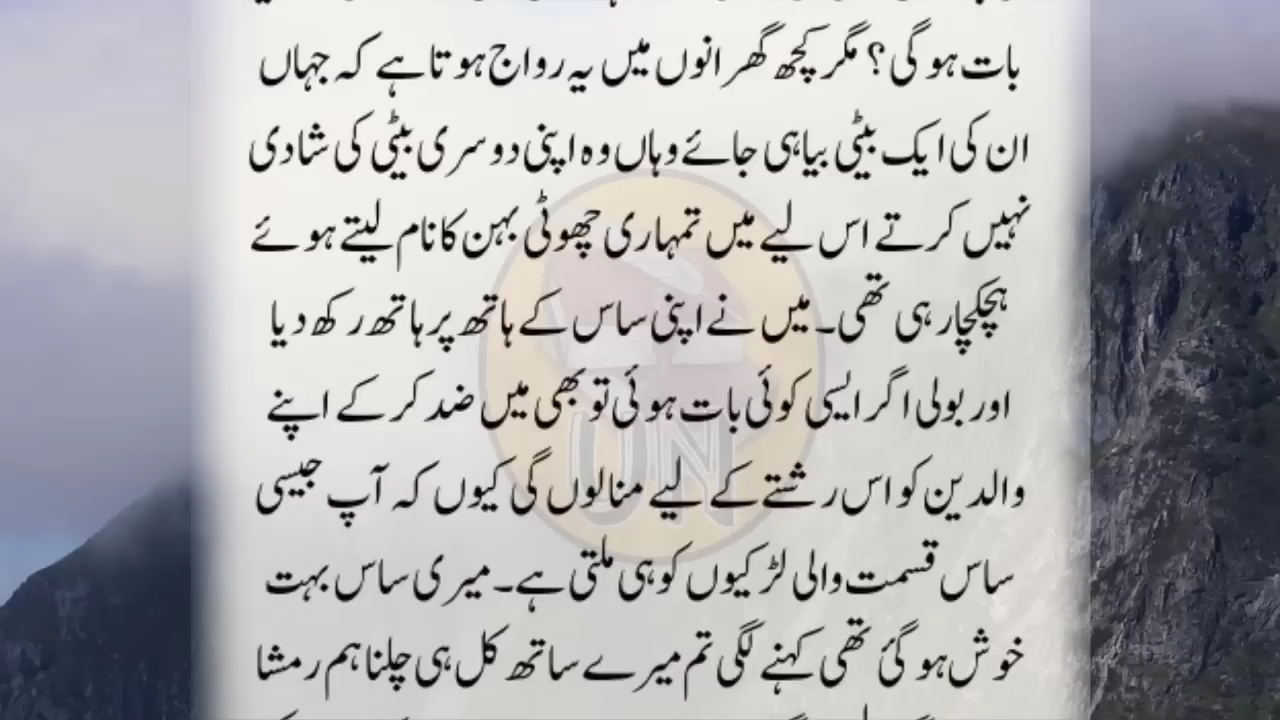 بات ہوگی؟ مگر کچھ گھرانوں میں یہ رواج ہوتا ہے کہ جہاں
ان کی ایک بیٹی بیاہی جائے وہاں وہ اپنی دوسری بیٹی کی شادی
نہیں کرتے اس لیے میں تمہاری چھوٹی بہن کا نام لیتے ہوئے
ہچکچا رہی تھی۔ میں نے اپنی ساس کے ہاتھ پر ہاتھ رکھ دیا
اور بولی اگر ایسی کوئی بات ہوئی تو بھی میں ضد کر کے اپنے
والدین کو اس رشتے کے لیے منا لوں گی کیوں کہ آپ جیسی
ساس قسمت والی لڑکیوں کو ہی ملتی ہے۔ میری ساس بہت
خوش ہو گئی تھی کہنے لگی تم میرے ساتھ کل ہی چلنا ہم رمشا
UN